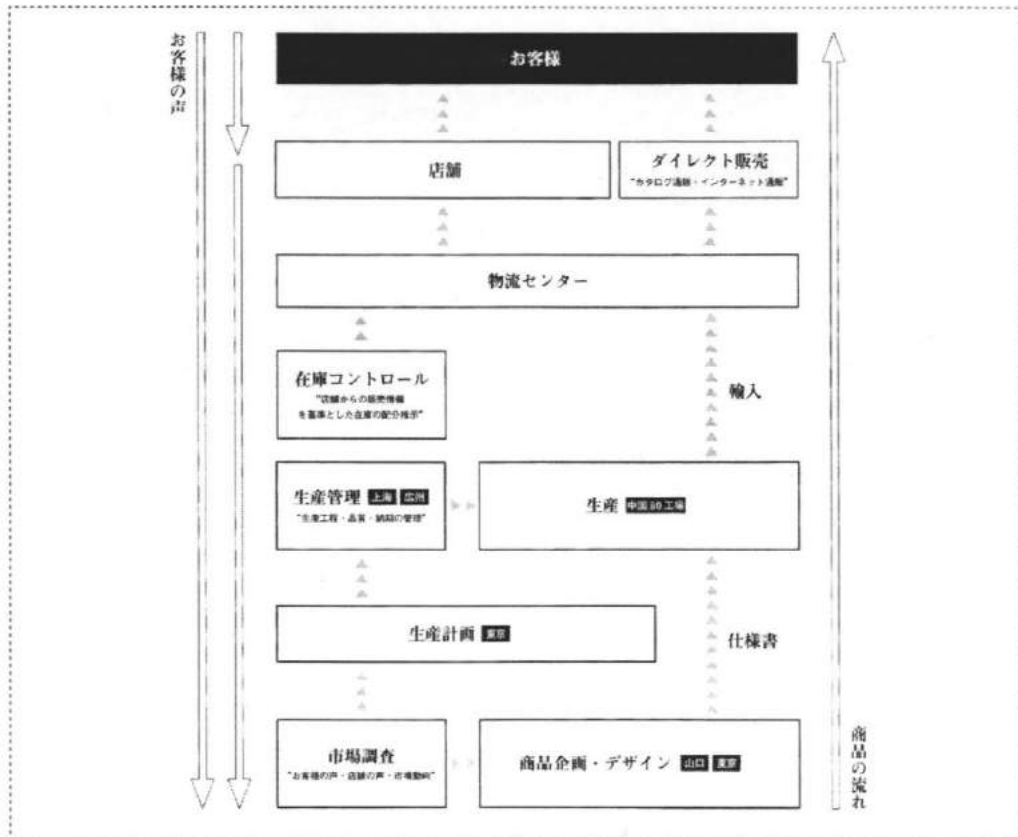 お客様の声
お客様
店舗
ダイレクト販売
"カタログ通販・インターネット通販"
物流センター
在庫コントロール
"店舗からの販売情報
を基準とした在庫の配分指示"
輸入
生産管理 上海 広州
"生産工程・品質・納期の管理"
生産 中国80工場
生産計画 東京
仕様書
市場調査
"お客様の声・店舗の声・市場動向"
商品企画・デザイン 山口 東京
商品の流れ